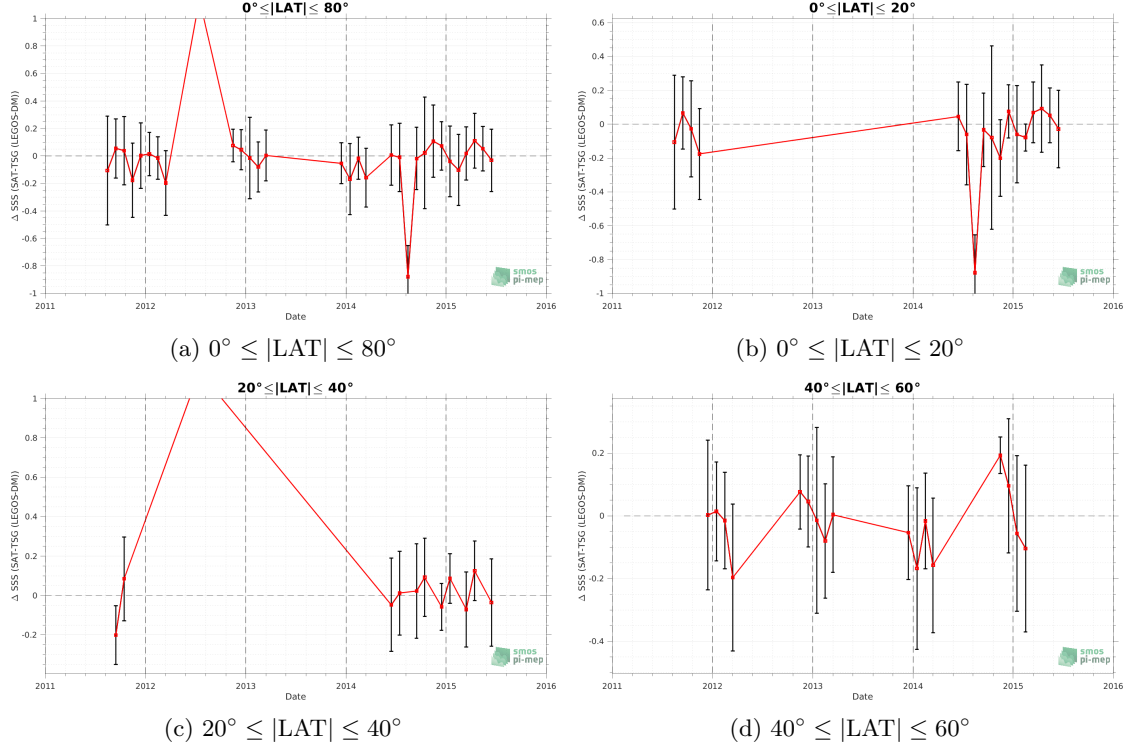 0°≤|LAT|≤ 80°
Δ SSS (SAT-TSG (LEGOS-DM))
1
0.8
0.6
0.4
0.2
0
-0.2
-0.4
-0.6
-0.8
-1
2011
2012
2013
2014
2015
2016
Date
smos
pi-mep
(a) 0° ≤ |LAT| ≤ 80°
0°≤|LAT|≤ 20°
Δ SSS (SAT-TSG (LEGOS-DM))
0.6
0.4
0.2
0
-0.2
-0.4
-0.6
-0.8
-1
2011
2012
2013
2014
2015
2016
Date
smos
pi-mep
(b) 0° ≤ |LAT| ≤ 20°
20°≤|LAT|≤ 40°
Δ SSS (SAT-TSG (LEGOS-DM))
1
0.8
0.6
0.4
0.2
0
-0.2
2011
2012
2013
2014
2015
2016
Date
smos
pi-mep
(c) 20° ≤ |LAT| ≤ 40°
40°≤|LAT|≤ 60°
Δ SSS (SAT-TSG (LEGOS-DM))
0.2
0
-0.2
-0.4
2011
2012
2013
2014
2015
2016
Date
smos
pi-mep
(d) 40° ≤ |LAT| ≤ 60°